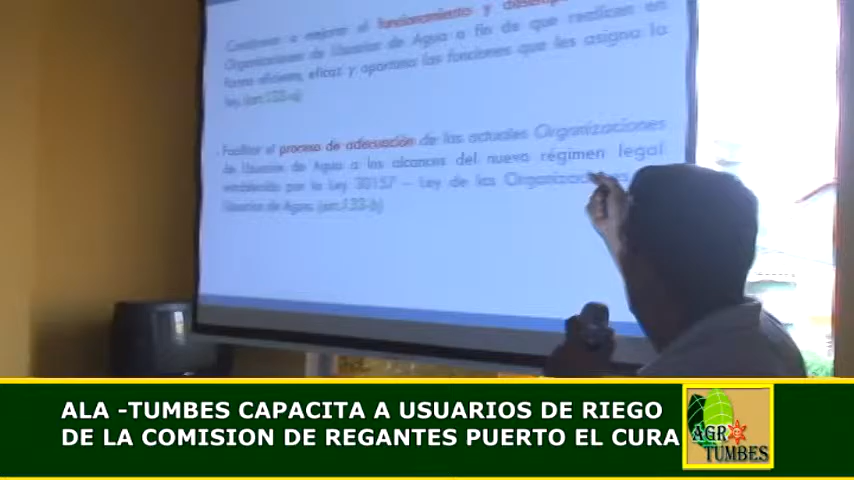 Construir o mejorar el funcionamiento y
Organizaciones de Usuarios de Agua a fin de que realicen en
forma eficiente, eficaz y oportuna las funciones que les asigna la
ley. (art.133-a)
Facilitar el proceso de adecuación de las actuales Organizaciones
de Usuarios de Agua a los alcances del nuevo régimen legal
establecido por la Ley 30157 – Ley de las
Usuarios de Agua. (art.133-b)
ALA -TUMBES CAPACITA A USUARIOS DE RIEGO
DE LA COMISION DE REGANTES PUERTO EL CURA
AGR
TUMBES